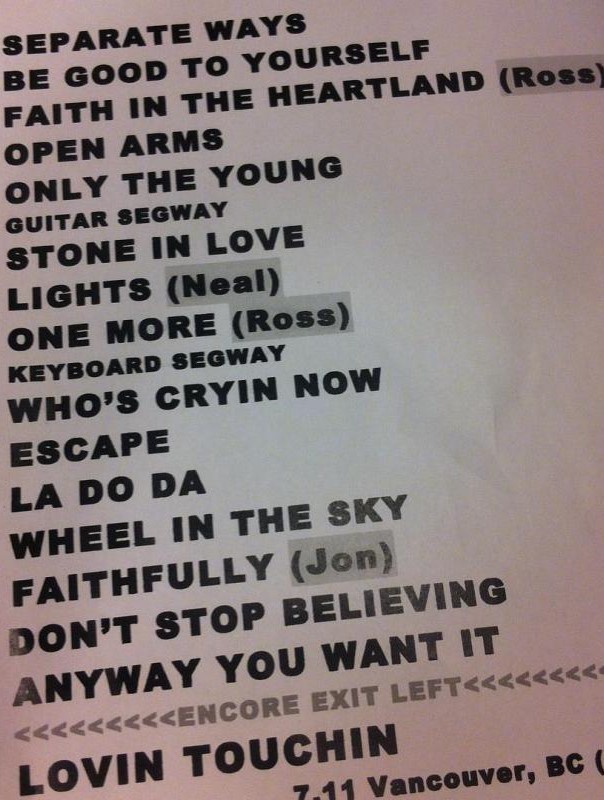 SEPARATE WAYS
BE GOOD TO YOURSELF
FAITH IN THE HEARTLAND (Ross)
OPEN ARMS
ONLY THE YOUNG
GUITAR SEGWAY
STONE IN LOVE
LIGHTS (Neal)
ONE MORE (Ross)
KEYBOARD SEGWAY
WHO'S CRYIN NOW
ESCAPE
LA DO DA
WHEEL IN THE SKY
FAITHFULLY (Jon)
DON'T STOP BELIEVING
ANYWAY YOU WANT IT
<<<<<<<<<ENCORE EXIT LEFT<<<<<<<<<
LOVIN TOUCHIN
7.11 Vancouver, BC (